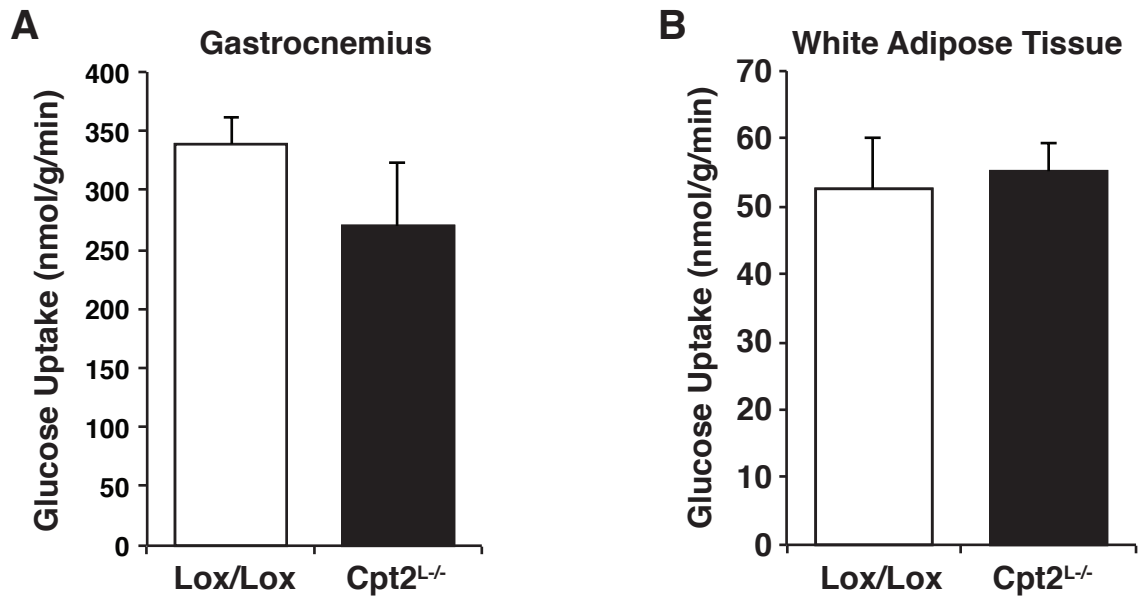 A
Gastrocnemius
Glucose Uptake (nmol/g/min)
400
350
300
250
200
150
100
50
0
Lox/Lox
Cpt2L-/-
B
White Adipose Tissue
Glucose Uptake (nmol/g/min)
70
60
50
40
30
20
10
0
Lox/Lox
Cpt2L-/-